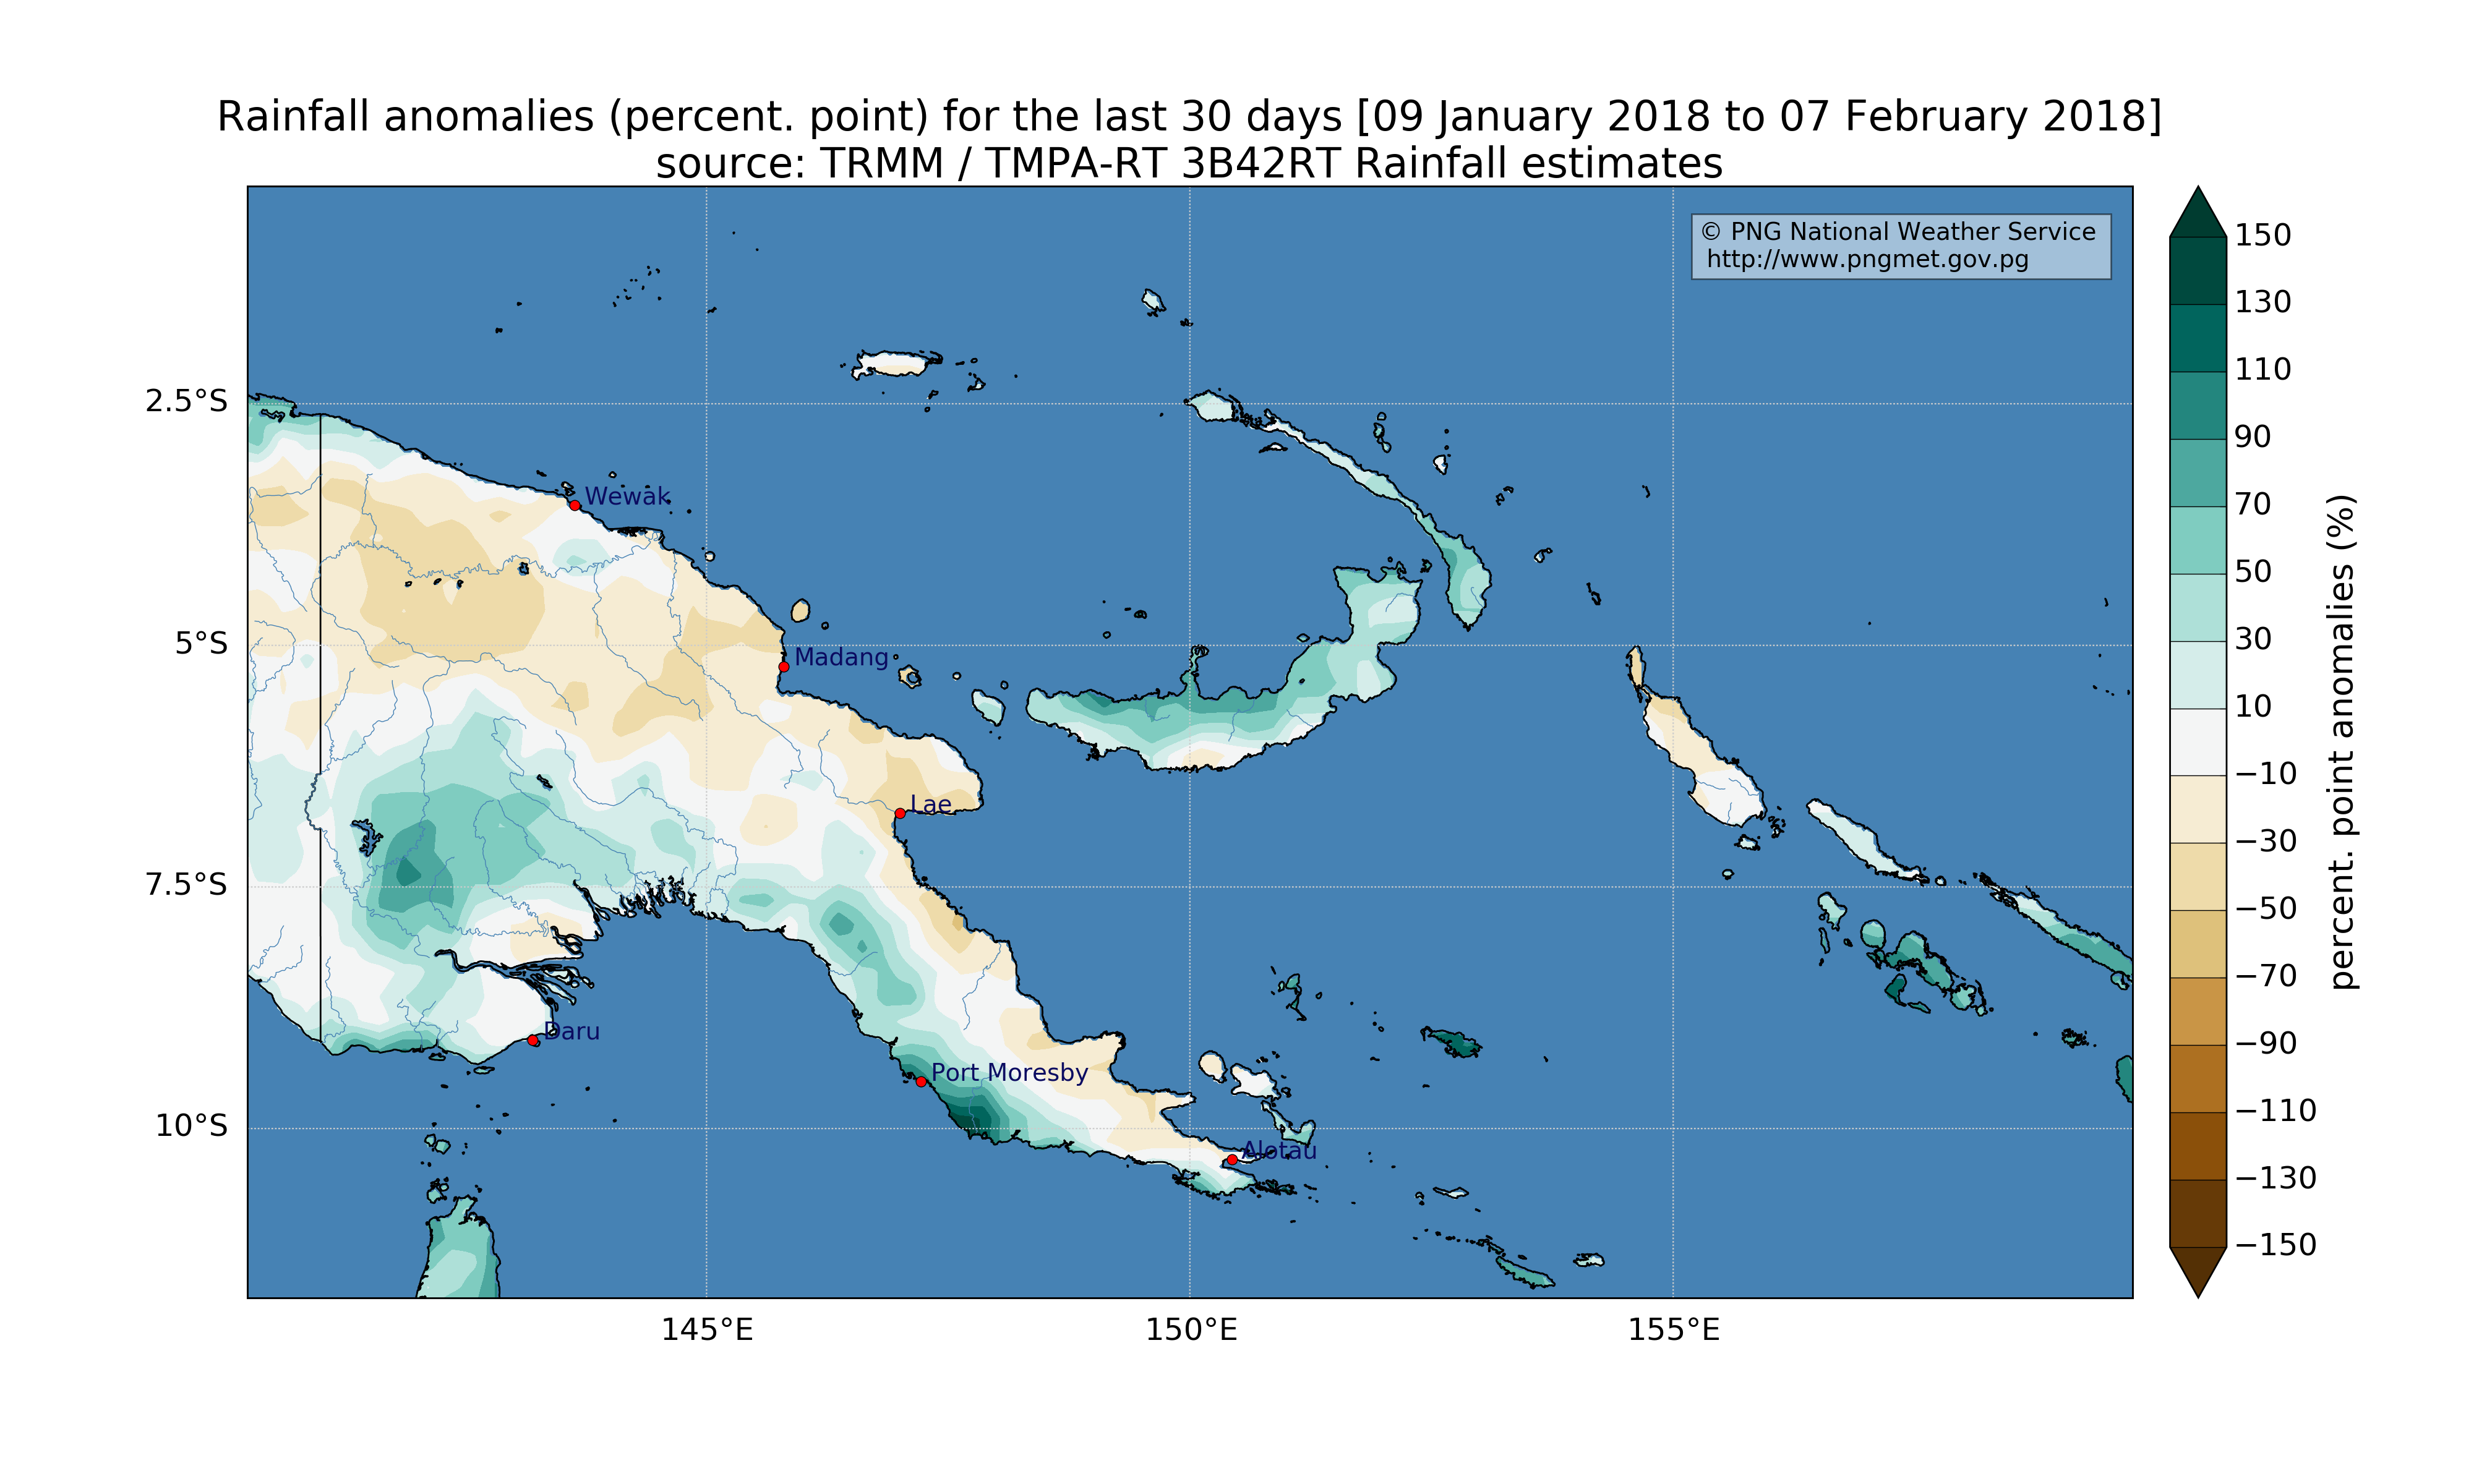 Rainfall anomalies (percent. point) for the last 30 days [09 January 2018 to 07 February 2018]
source: TRMM / TMPA-RT 3B42RT Rainfall estimates
© PNG National Weather Service
http://www.pngmet.gov.pg
2.5°S
5°S
7.5°S
10°S
Wewak
Madang
Lae
Daru
Port Moresby
Alotau
145°E
150°E
155°E
150
130
110
90
70
50
30
10
−10
−30
−50
−70
−90
−110
−130
−150
percent. point anomalies (%)